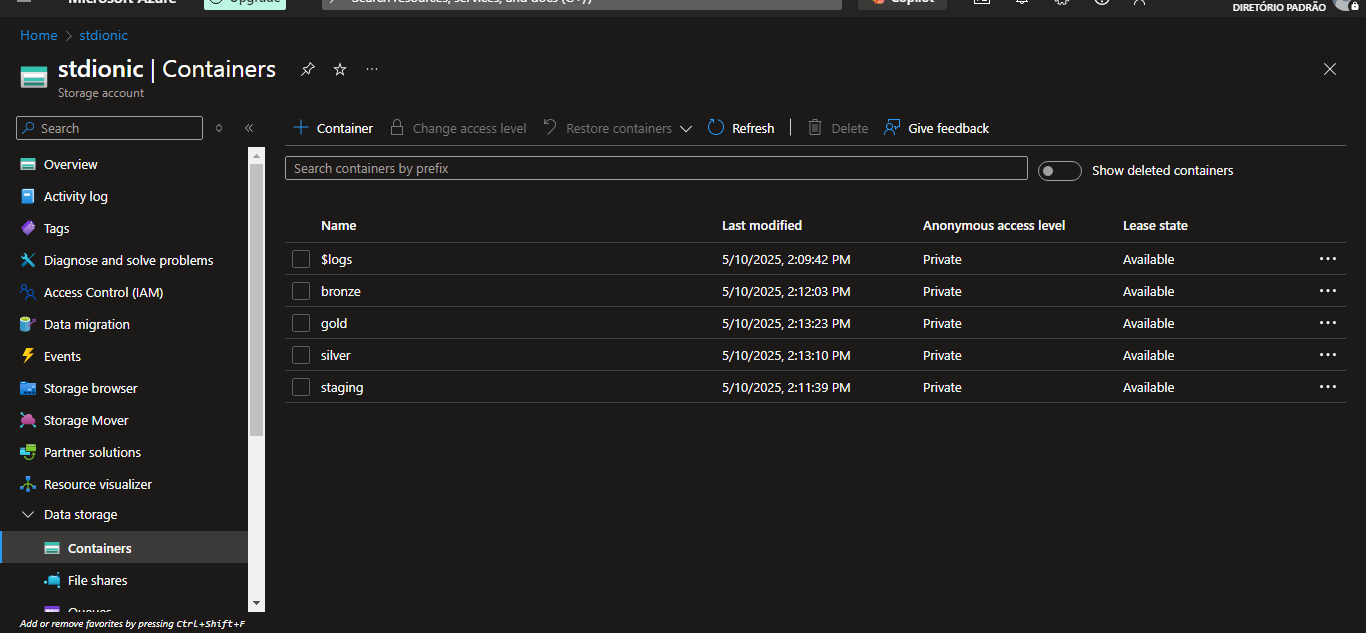 Microsoft Azure
Upgrade
Search resources, services, and docs (G+/)
Copilot
DIRETÓRIO PADRÃO
Home > stdionic
stdionic | Containers
Storage account
Search
Container
Change access level
Restore containers
Refresh
Delete
Give feedback
Search containers by prefix
Show deleted containers
Overview
Activity log
Tags
Diagnose and solve problems
Access Control (IAM)
Data migration
Events
Storage browser
Storage Mover
Partner solutions
Resource visualizer
Data storage
Containers
File shares
Queues
Add or remove favorites by pressing Ctrl+Shift+F
Name Last modified Anonymous access level Lease state
$logs 5/10/2025, 2:09:42 PM Private Available
bronze 5/10/2025, 2:12:03 PM Private Available
gold 5/10/2025, 2:13:23 PM Private Available
silver 5/10/2025, 2:13:10 PM Private Available
staging 5/10/2025, 2:11:39 PM Private Available